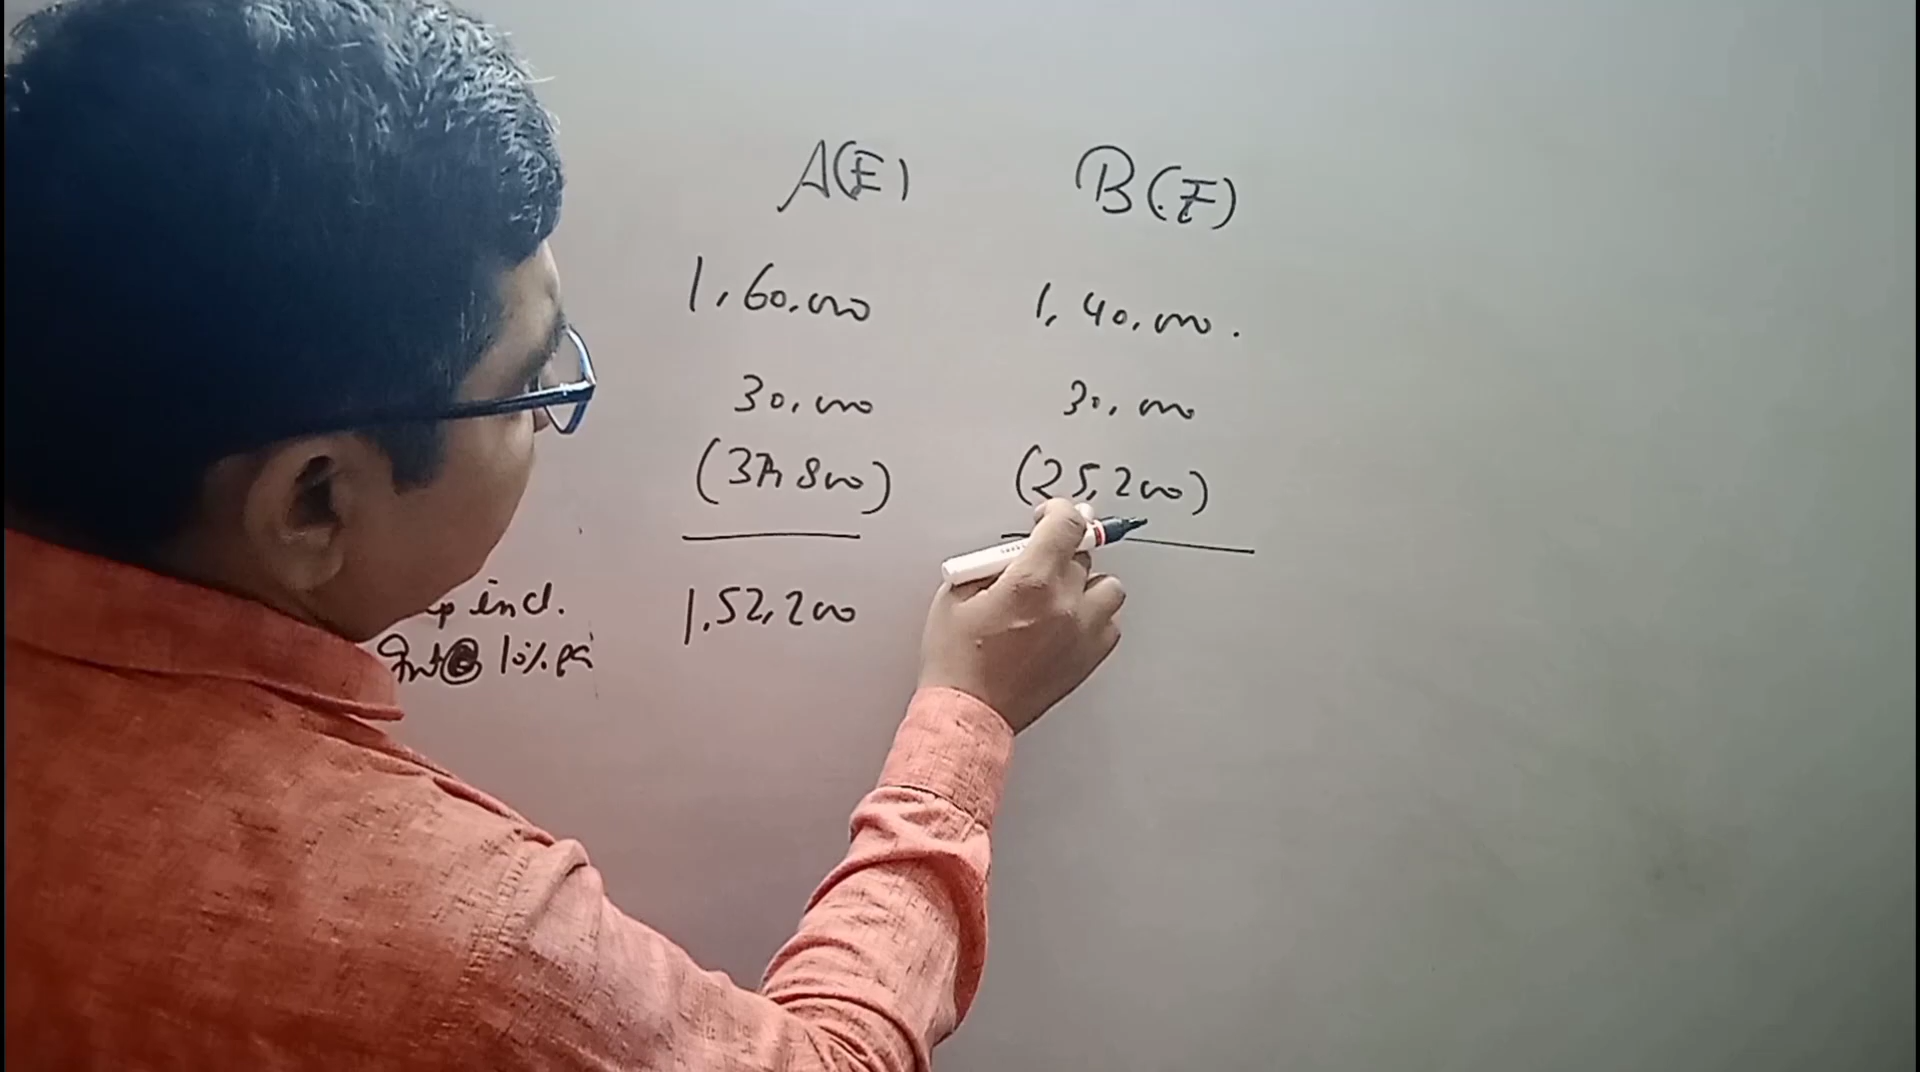 A(E) B(F)
1,60,000 1,40,000.
30,000 30,000
(37,800) (25,200)
incl. 1,52,200
Int@ 10% pa